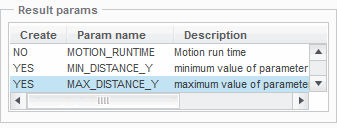 Result params
Create Param name Description
NO MOTION_RUNTIME Motion run time
YES MIN_DISTANCE_Y minimum value of parameter
YES MAX_DISTANCE_Y maximum value of parameter